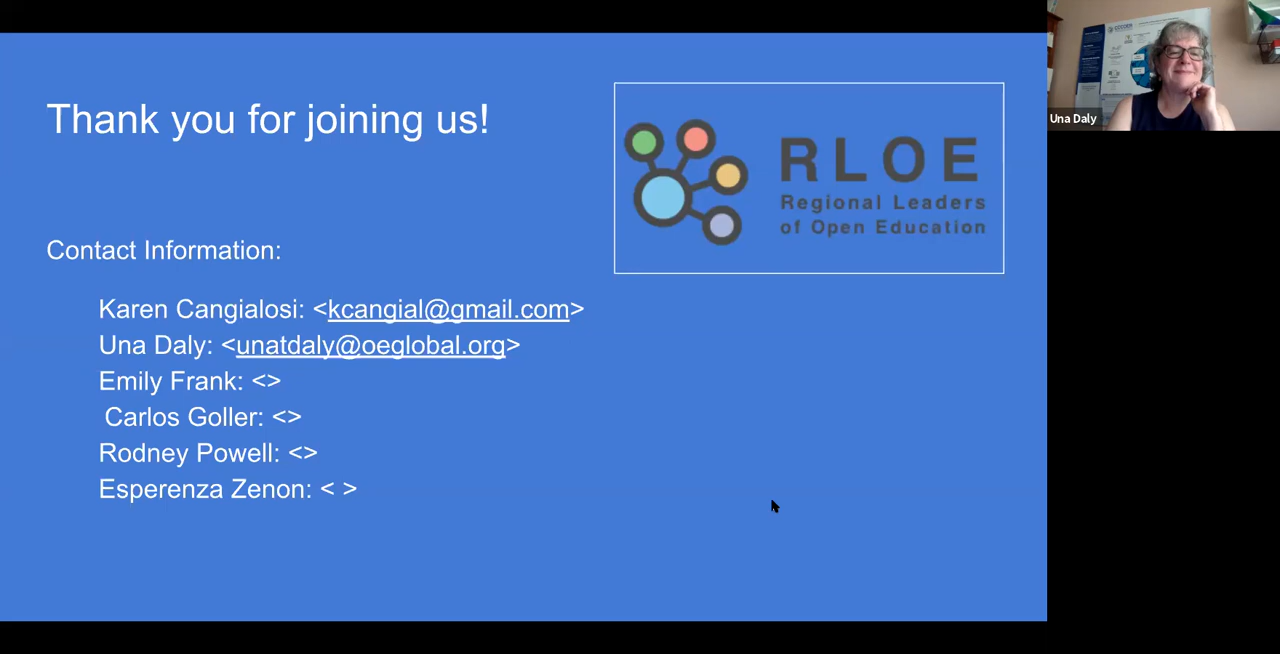 Thank you for joining us!
RLOE
Regional Leaders
of Open Education
Contact Information:
Karen Cangialosi: <kcangial@gmail.com>
Una Daly: <unatdaly@oeglobal.org>
Emily Frank: <>
Carlos Goller: <>
Rodney Powell: <>
Esperenza Zenon: < >
Una Daly